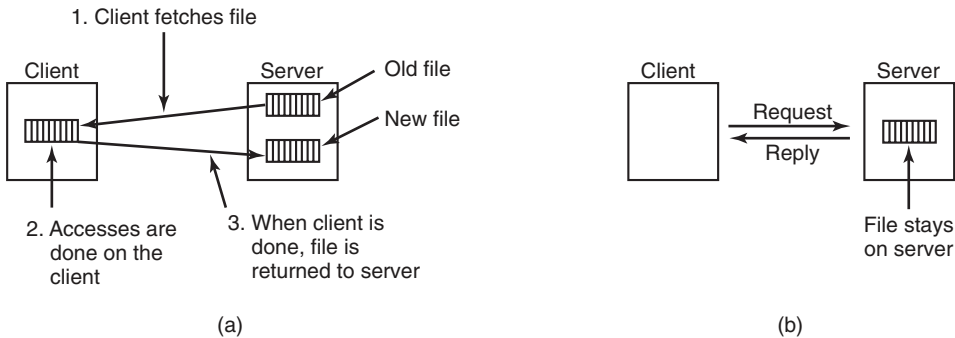 1. Client fetches file
Client
Server
Old file
New file
2. Accesses are
done on the
client
3. When client is
done, file is
returned to server
(a)
Client
Server
Request
Reply
File stays
on server
(b)